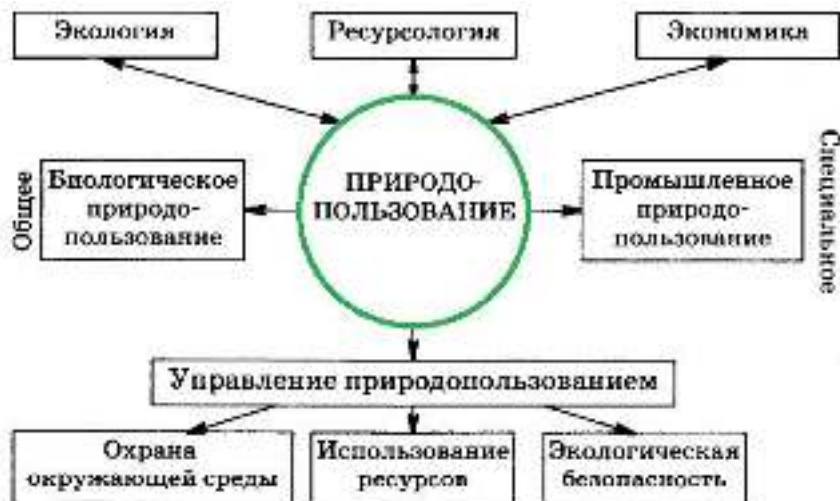 Экология
Ресурсология
Экономика
Общее
Биологическое
природо-
пользование
ПРИРОДО-
ПОЛЬЗОВАНИЕ
Промышленное
природо-
пользование
Специальное
Управление природопользованием
Охрана
окружающей среды
Использование
ресурсов
Экологическая
безопасность